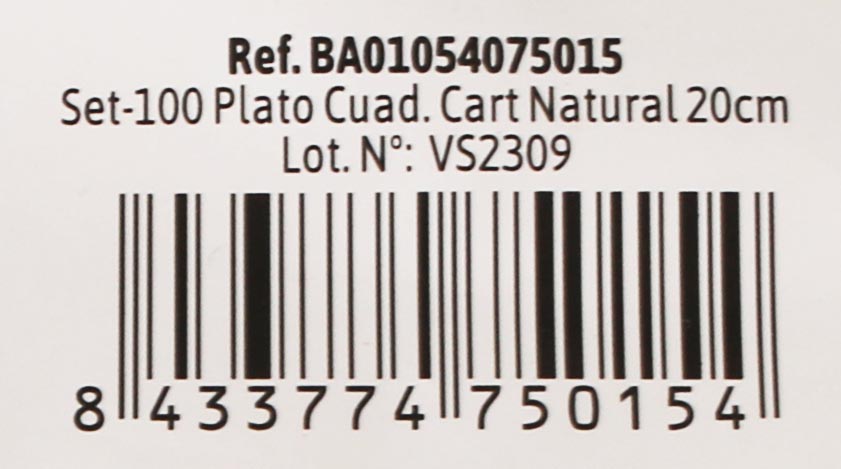 Ref. BA01054075015
Set-100 Plato Cuad. Cart Natural 20cm
Lot. Nº: VS2309
8 433774 750154